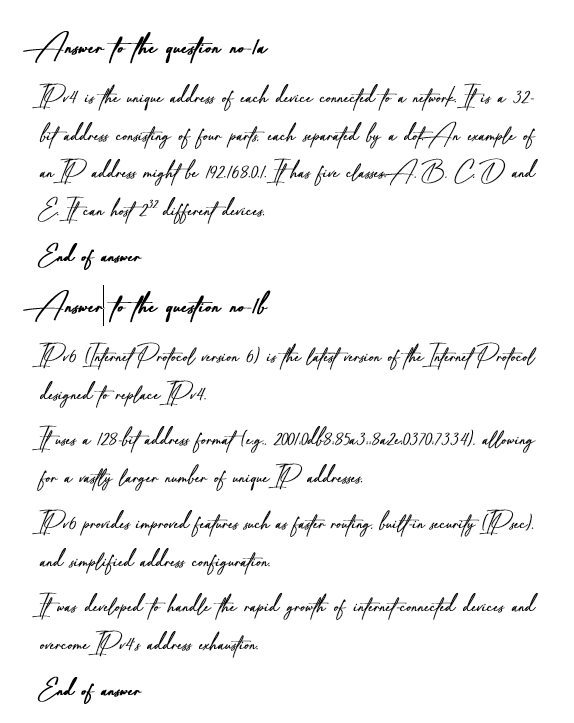 Answer to the question no-1a
IPv4 is the unique address of each device connected to a network. It is a 32-
bit address consisting of four parts, each separated by a dot. An example of
an IP address might be 192.168.0.1. It has five classes-A, B, C, D and
E. It can host 2³² different devices.
End of answer
Answer to the question no-1b
IPv6 (Internet Protocol version 6) is the latest version of the Internet Protocol
designed to replace IPv4.
It uses a 128-bit address format (e.g., 2001:0db8:85a3::8a2e:0370:7334), allowing
for a vastly larger number of unique IP addresses.
IPv6 provides improved features such as faster routing, built-in security (IPsec),
and simplified address configuration.
It was developed to handle the rapid growth of internet-connected devices and
overcome IPv4's address exhaustion.
End of answer